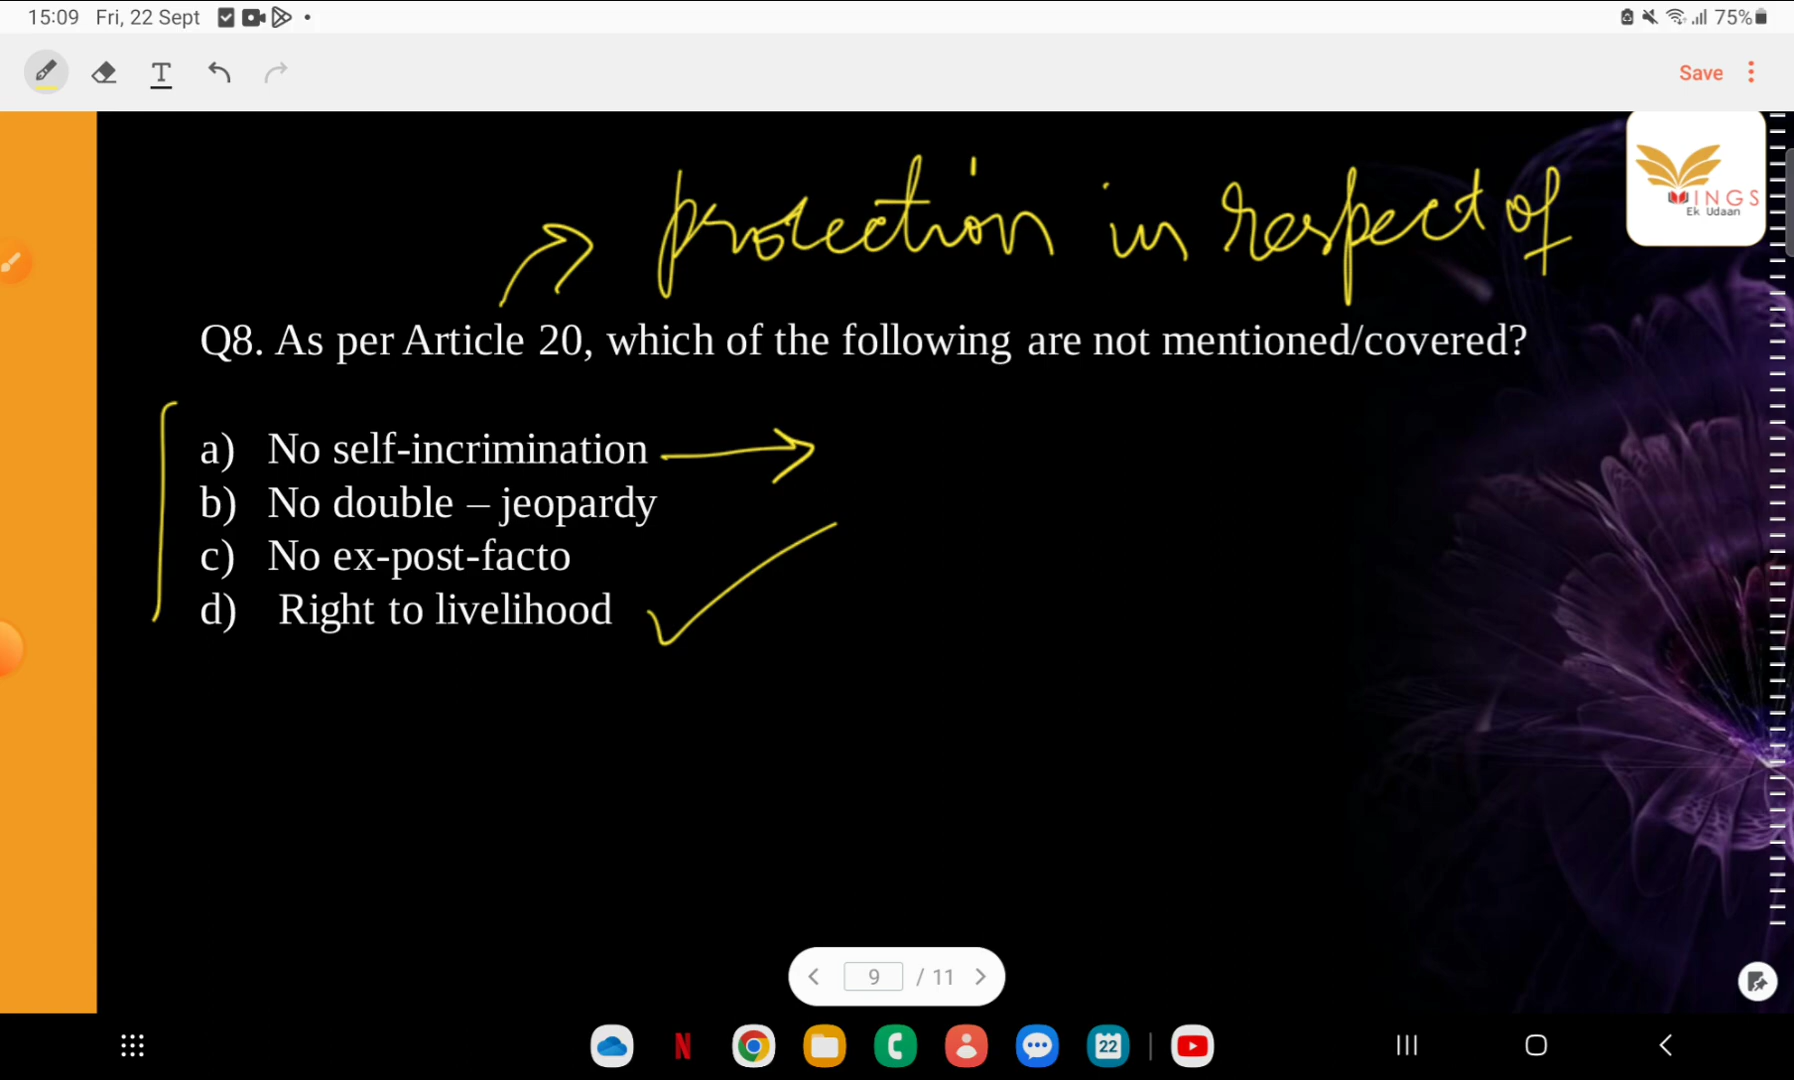 15:09 Fri, 22 Sept
75%
T
Save
protection in respect of
INGS
Ek Udaan
Q8. As per Article 20, which of the following are not mentioned/covered?
a) No self-incrimination
b) No double – jeopardy
c) No ex-post-facto
d) Right to livelihood
9 / 11
N
22